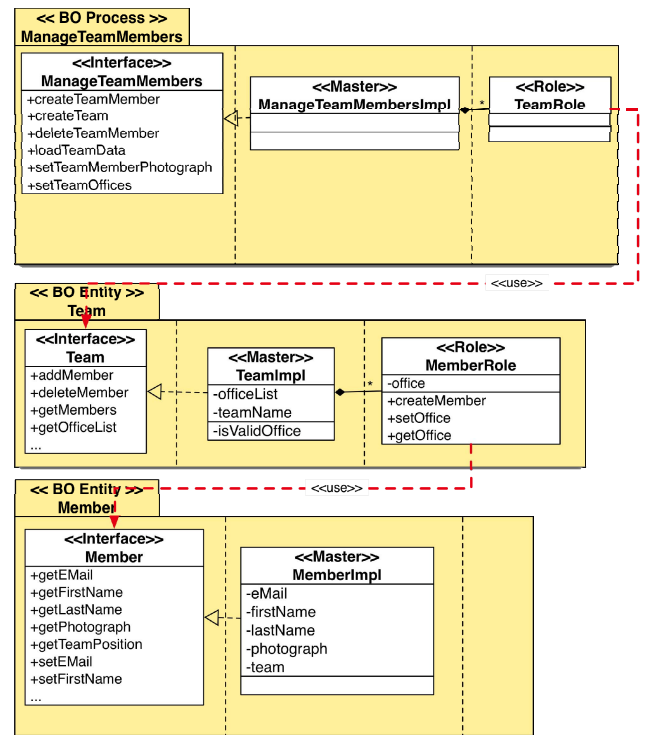 << BO Process >>
ManageTeamMembers
<<Interface>>
ManageTeamMembers
+createTeamMember
+createTeam
+deleteTeamMember
+loadTeamData
+setTeamMemberPhotograph
+setTeamOffices
<<Master>>
ManageTeamMembersImpl
*
<<Role>>
TeamRole
<<use>>
<< BO Entity >>
Team
<<Interface>>
Team
+addMember
+deleteMember
+getMembers
+getOfficeList
...
<<Master>>
TeamImpl
-officeList
-teamName
-isValidOffice
*
<<Role>>
MemberRole
-office
+createMember
+setOffice
+getOffice
<<use>>
<< BO Entity >>
Member
<<Interface>>
Member
+getEMail
+getFirstName
+getLastName
+getPhotograph
+getTeamPosition
+setEMail
+setFirstName
...
<<Master>>
MemberImpl
-eMail
-firstName
-lastName
-photograph
-team